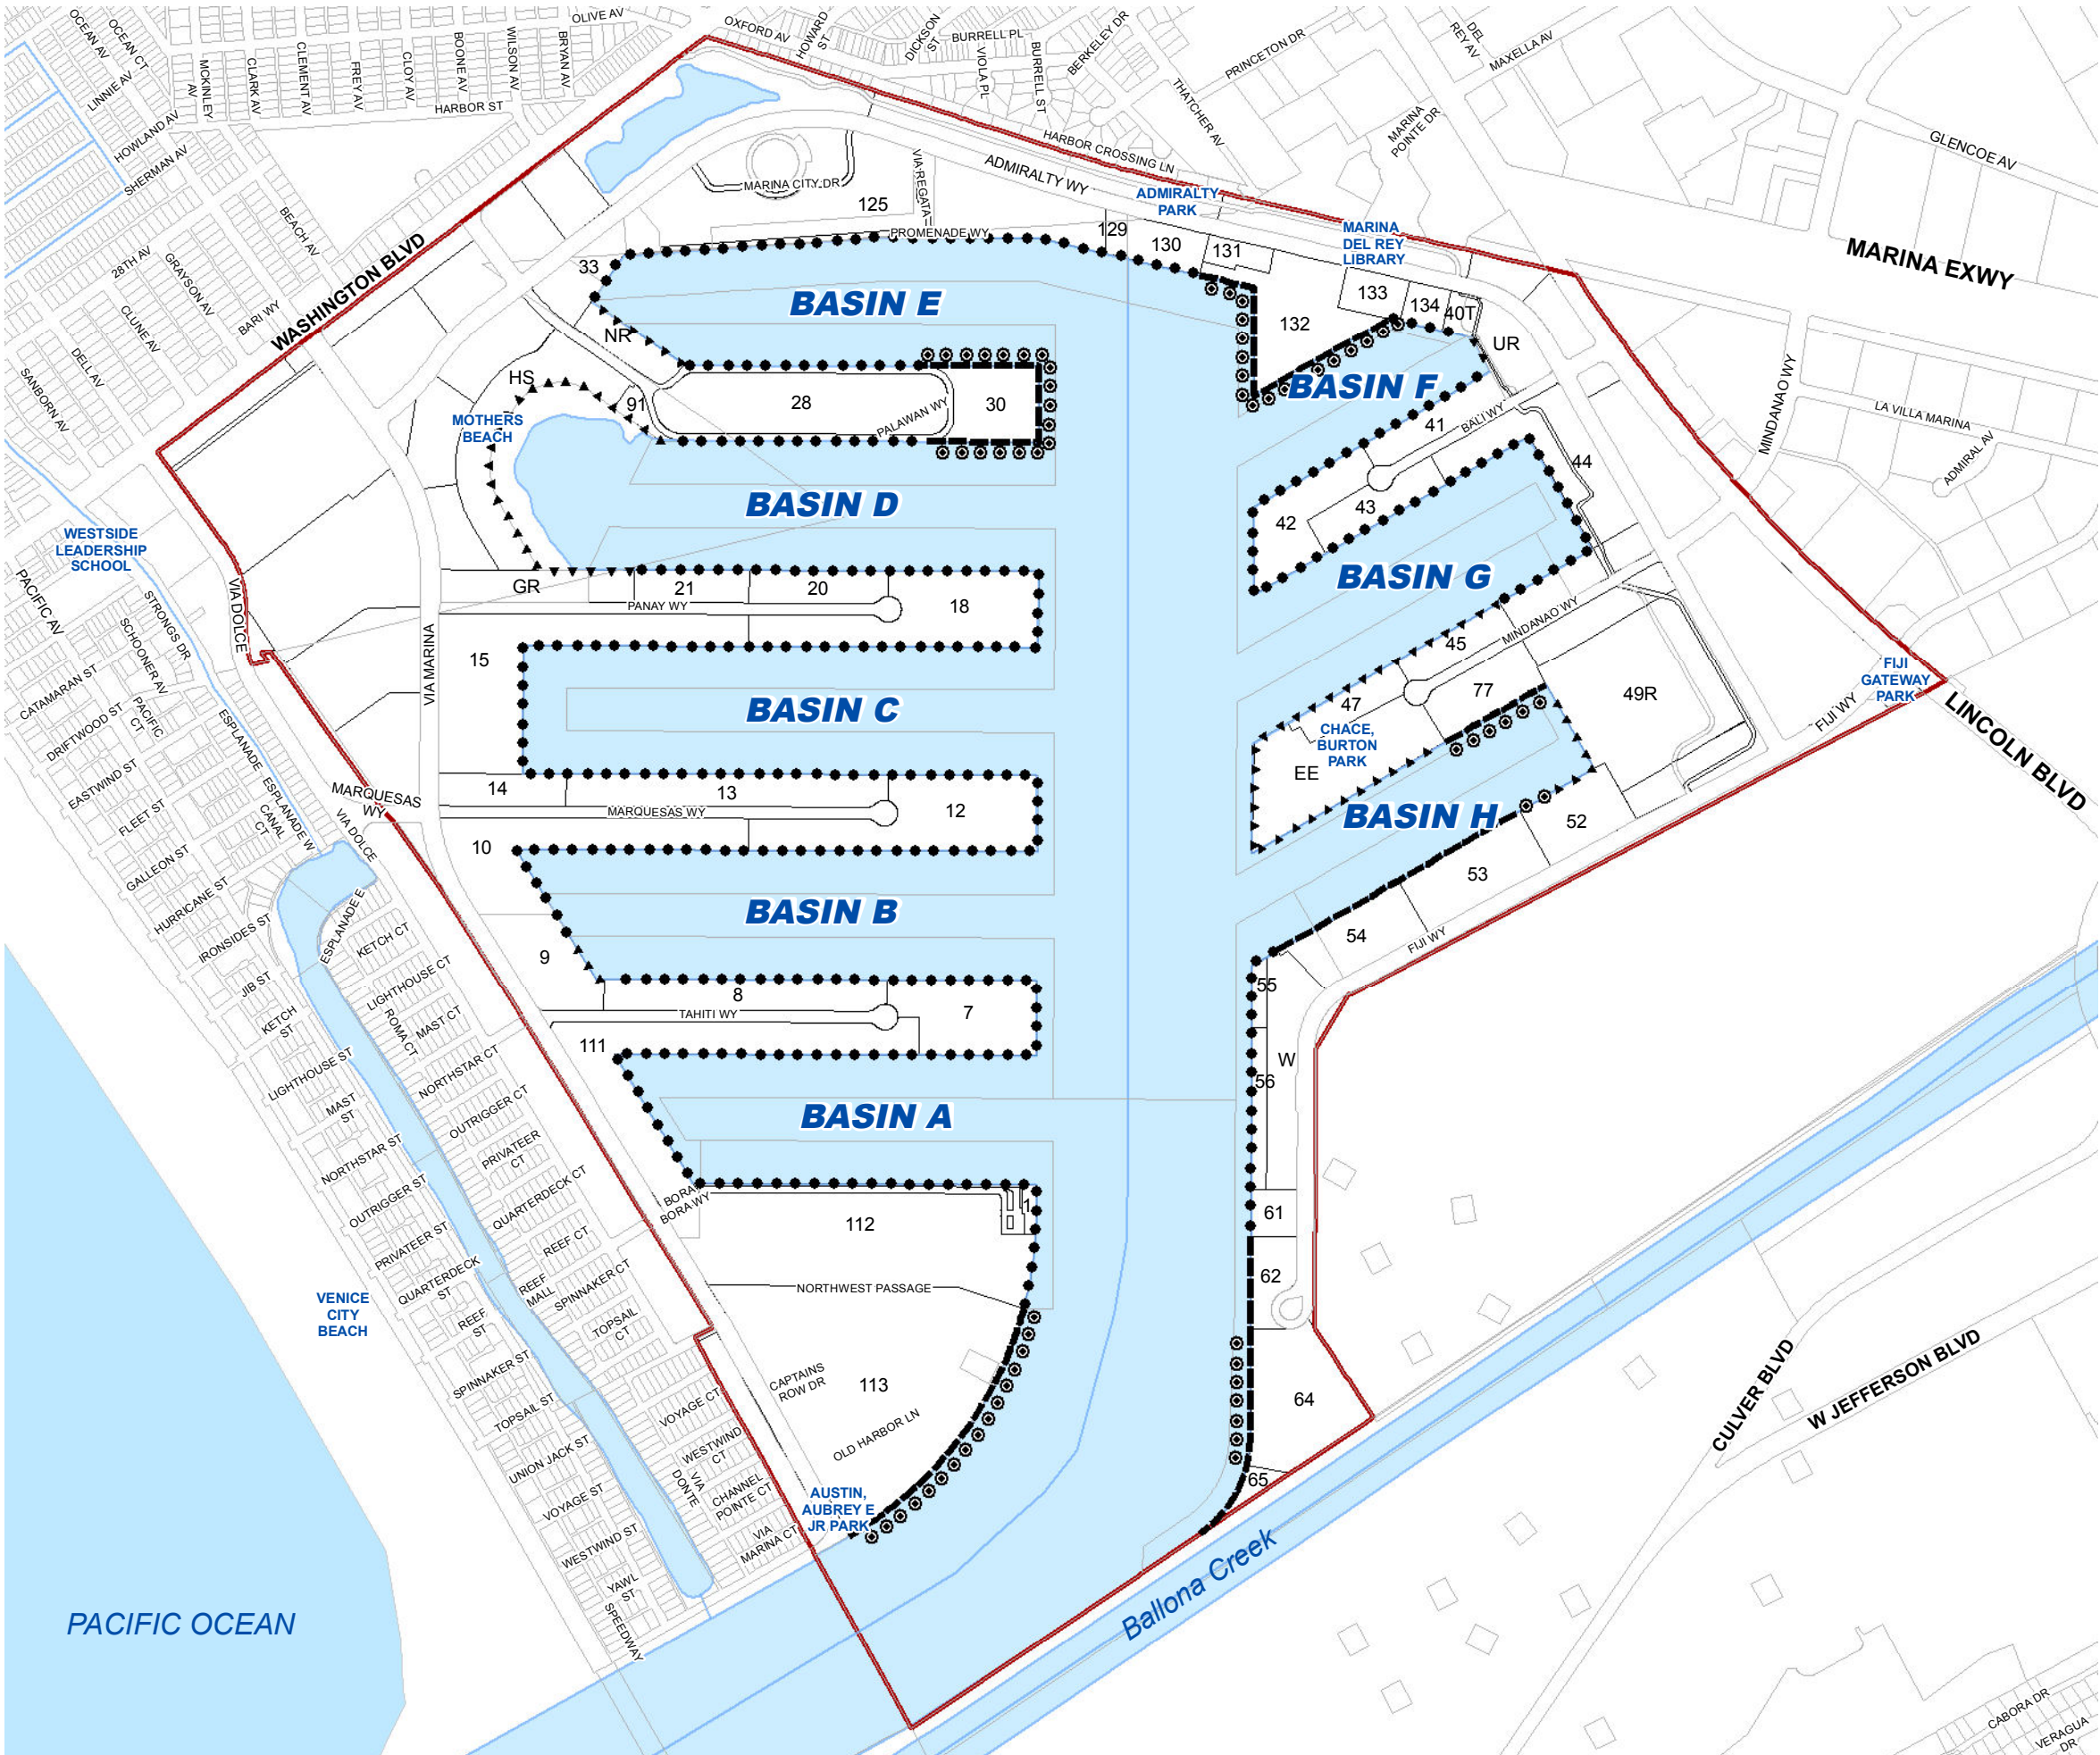 OLIVE AV
OCEAN AV
OCEAN CT
LINNIE AV
HOWLAND AV
SHERMAN AV
MCKINLEY
AV
CLARK AV
CLEMENT AV
FREY AV
CLOY AV
BOONE AV
WILSON AV
BRYAN AV
HARBOR ST
OXFORD AV
HOWARD
ST
DICKSON
ST
BURRELL PL
VIOLA PL
BURRELL ST
BERKELEY DR
THATCHER AV
PRINCETON DR
DEL
REY AV
MAXELLA AV
MARINA
POINTE DR
GLENCOE AV
HARBOR CROSSING LN
ADMIRALTY WY
ADMIRALTY
PARK
MARINA CITY DR
VIA REGATA
125
PROMENADE WY
129
130
131
MARINA
DEL REY
LIBRARY
MARINA EXWY
BEACH AV
28TH AV
GRAYSON AV
CLUNE AV
BARI WY
DELL AV
SANBORN AV
WASHINGTON BLVD
33
BASIN E
132
133
134
40T
UR
NR
HS
91
28
PALAWAN WY
30
BASIN F
MOTHERS
BEACH
41
BALI WY
MINDANAO WY
LA VILLA MARINA
ADMIRAL AV
44
42
43
BASIN D
WESTSIDE
LEADERSHIP
SCHOOL
PACIFIC AV
STRONGS DR
VIA DOLCE
GR
21
20
18
PANAY WY
BASIN G
MINDANAO WY
45
47
77
49R
FIJI
GATEWAY
PARK
FIJI WY
LINCOLN BLVD
SCHOONER AV
CATAMARAN ST
PACIFIC
CT
DRIFTWOOD ST
EASTWIND ST
FLEET ST
ESPLANADE
ESPLANADE W
CANAL
CT
GALLEON ST
HURRICANE ST
IRONSIDES ST
JIB ST
15
VIA MARINA
BASIN C
CHACE,
BURTON
PARK
EE
MARQUESAS
WY
VIA DOLCE
14
13
12
MARQUESAS WY
10
BASIN H
52
53
54
FIJI WY
ESPLANADE E
KETCH CT
LIGHTHOUSE CT
ROMA CT
MAST CT
NORTHSTAR CT
OUTRIGGER CT
PRIVATEER
CT
QUARTERDECK CT
REEF CT
REEF
MALL
SPINNAKER CT
TOPSAIL
CT
BASIN B
9
8
7
TAHITI WY
55
W
56
111
BASIN A
KETCH
ST
LIGHTHOUSE ST
MAST
ST
NORTHSTAR ST
OUTRIGGER ST
PRIVATEER ST
QUARTERDECK
ST
REEF
ST
SPINNAKER ST
TOPSAIL ST
UNION JACK ST
VOYAGE ST
WESTWIND ST
YAWL
ST
SPEEDWAY
BORA
BORA WY
112
1
61
62
NORTHWEST PASSAGE
VENICE
CITY
BEACH
CAPTAINS
ROW DR
113
OLD HARBOR LN
64
65
VOYAGE CT
WESTWIND
CT
VIA
DONTE
CHANNEL
POINTE CT
VIA
MARINA CT
AUSTIN,
AUBREY E
JR PARK
CULVER BLVD
W JEFFERSON BLVD
Ballona Creek
PACIFIC OCEAN
CABORA DR
VERAGUA
DR